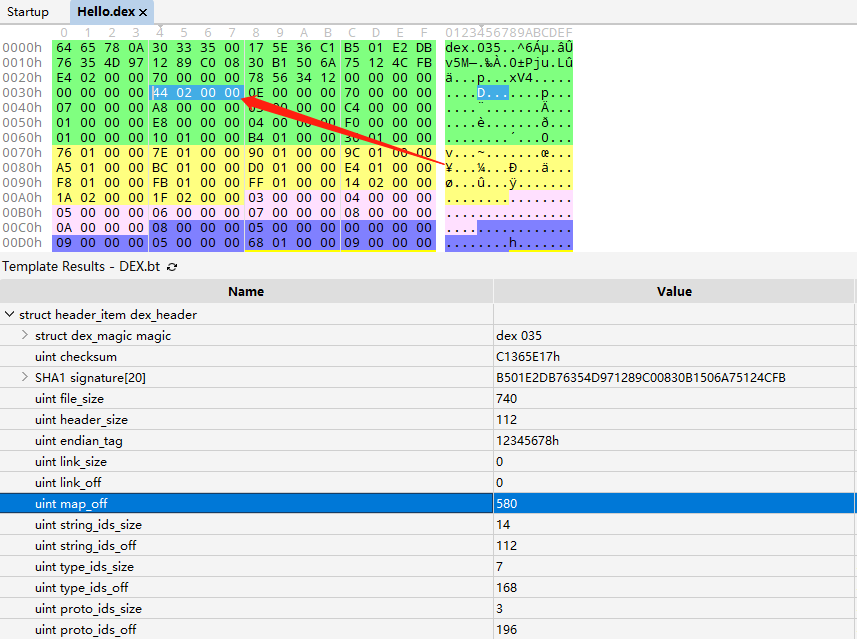 Startup Hello.dex ×
0 1 2 3 4 5 6 7 8 9 A B C D E F 0123456789ABCDEF
0000h 64 65 78 0A 30 33 35 00 17 5E 36 C1 B5 01 E2 DB dex.035..^6Áµ.âÛ
0010h 76 35 4D 97 12 89 C0 08 30 B1 50 6A 75 12 4C FB v5M—.‰À.0±Pju.Lû
0020h E4 02 00 00 70 00 00 00 78 56 34 12 00 00 00 00 ä...p...xV4.....
0030h 00 00 00 00 44 02 00 00 0E 00 00 00 70 00 00 00 ....D.......p...
0040h 07 00 00 00 A8 00 00 00 03 00 00 00 C4 00 00 00 ....¨.......Ä...
0050h 01 00 00 00 E8 00 00 00 04 00 00 00 F0 00 00 00 ....è.......ð...
0060h 01 00 00 00 10 01 00 00 B4 01 00 00 30 01 00 00 ........´...0...
0070h 76 01 00 00 7E 01 00 00 90 01 00 00 9C 01 00 00 v...~.......œ...
0080h A5 01 00 00 BC 01 00 00 D0 01 00 00 E4 01 00 00 ¥...¼...Ð...ä...
0090h F8 01 00 00 FB 01 00 00 FF 01 00 00 14 02 00 00 ø...û...ÿ.......
00A0h 1A 02 00 00 1F 02 00 00 03 00 00 00 04 00 00 00 ................
00B0h 05 00 00 00 06 00 00 00 07 00 00 00 08 00 00 00 ................
00C0h 0A 00 00 00 08 00 00 00 05 00 00 00 00 00 00 00 ................
00D0h 09 00 00 00 05 00 00 00 68 01 00 00 09 00 00 00 ........h.......
Template Results - DEX.bt
Name Value
struct header_item dex_header
struct dex_magic magic dex 035
uint checksum C1365E17h
SHA1 signature[20] B501E2DB76354D971289C00830B1506A75124CFB
uint file_size 740
uint header_size 112
uint endian_tag 12345678h
uint link_size 0
uint link_off 0
uint map_off 580
uint string_ids_size 14
uint string_ids_off 112
uint type_ids_size 7
uint type_ids_off 168
uint proto_ids_size 3
uint proto_ids_off 196